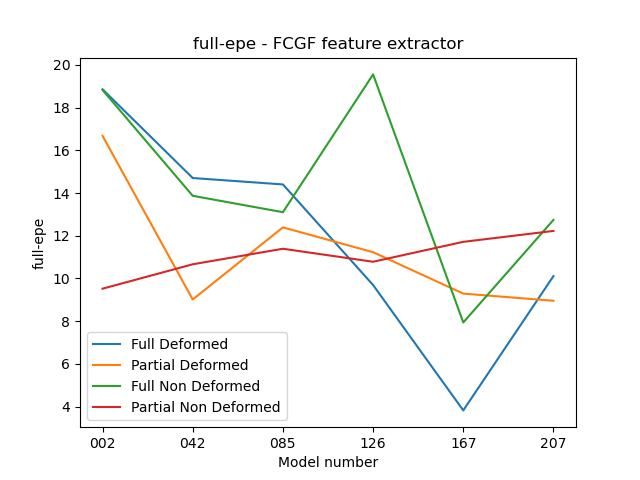 full-epe - FCGF feature extractor
20
18
16
14
12
10
8
6
4
full-epe
Full Deformed
Partial Deformed
Full Non Deformed
Partial Non Deformed
002 042 085 126 167 207
Model number